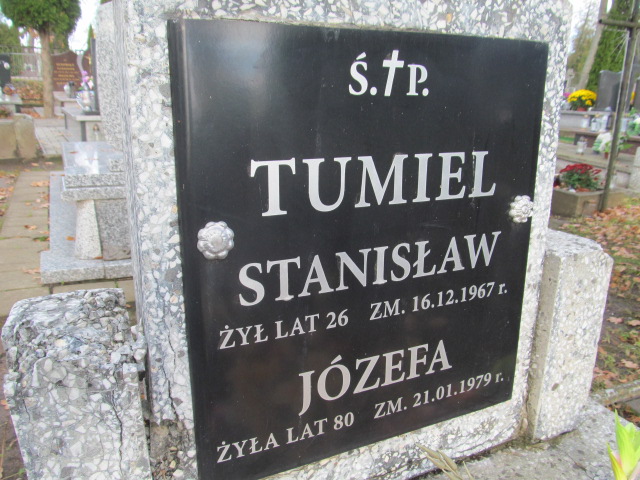 Ś.✝P.
TUMIEL
STANISŁAW
ŻYŁ LAT 26 ZM. 16.12.1967 r.
JÓZEFA
ŻYŁA LAT 80 ZM. 21.01.1979 r.